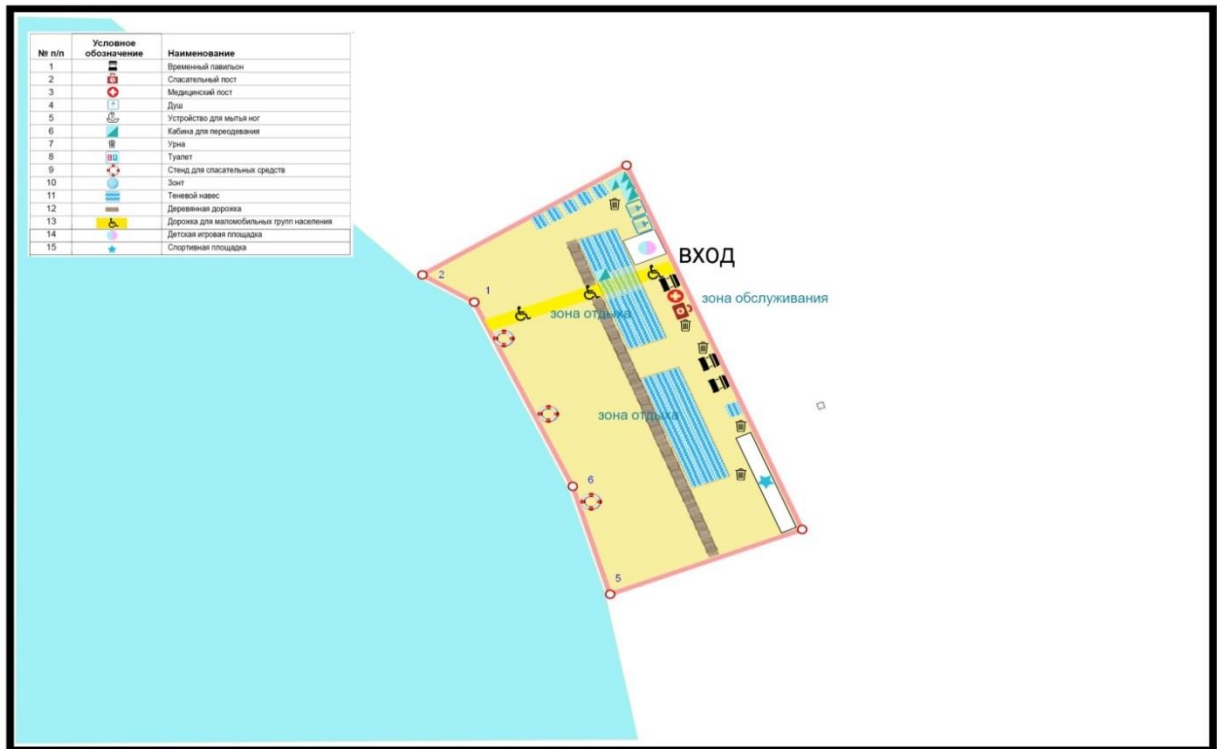 № п/п Условное обозначение Наименование
1 Временный павильон
2 Спасательный пост
3 Медицинский пост
4 Душ
5 Устройство для мытья ног
6 Кабина для переодевания
7 Урна
8 Туалет
9 Стенд для спасательных средств
10 Зонт
11 Теневой навес
12 Деревянная дорожка
13 Дорожка для маломобильных групп населения
14 Детская игровая площадка
15 Спортивная площадка
ВХОД
2
1
зона обслуживания
зона отдыха
зона отдыха
6
5